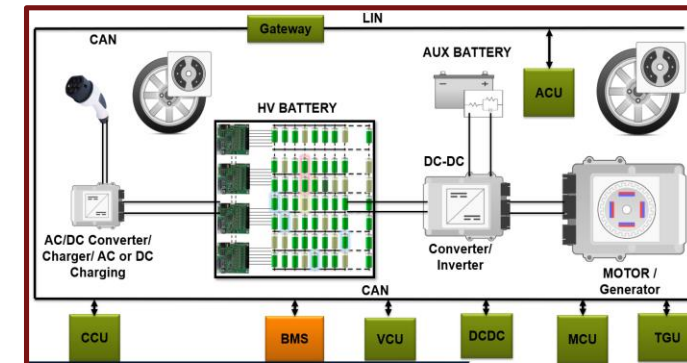 CAN
Gateway
LIN
AUX BATTERY
ACU
HV BATTERY
DC-DC
AC/DC Converter/
Charger/ AC or DC
Charging
Converter/
Inverter
MOTOR /
Generator
CAN
CCU
BMS
VCU
DCDC
MCU
TGU